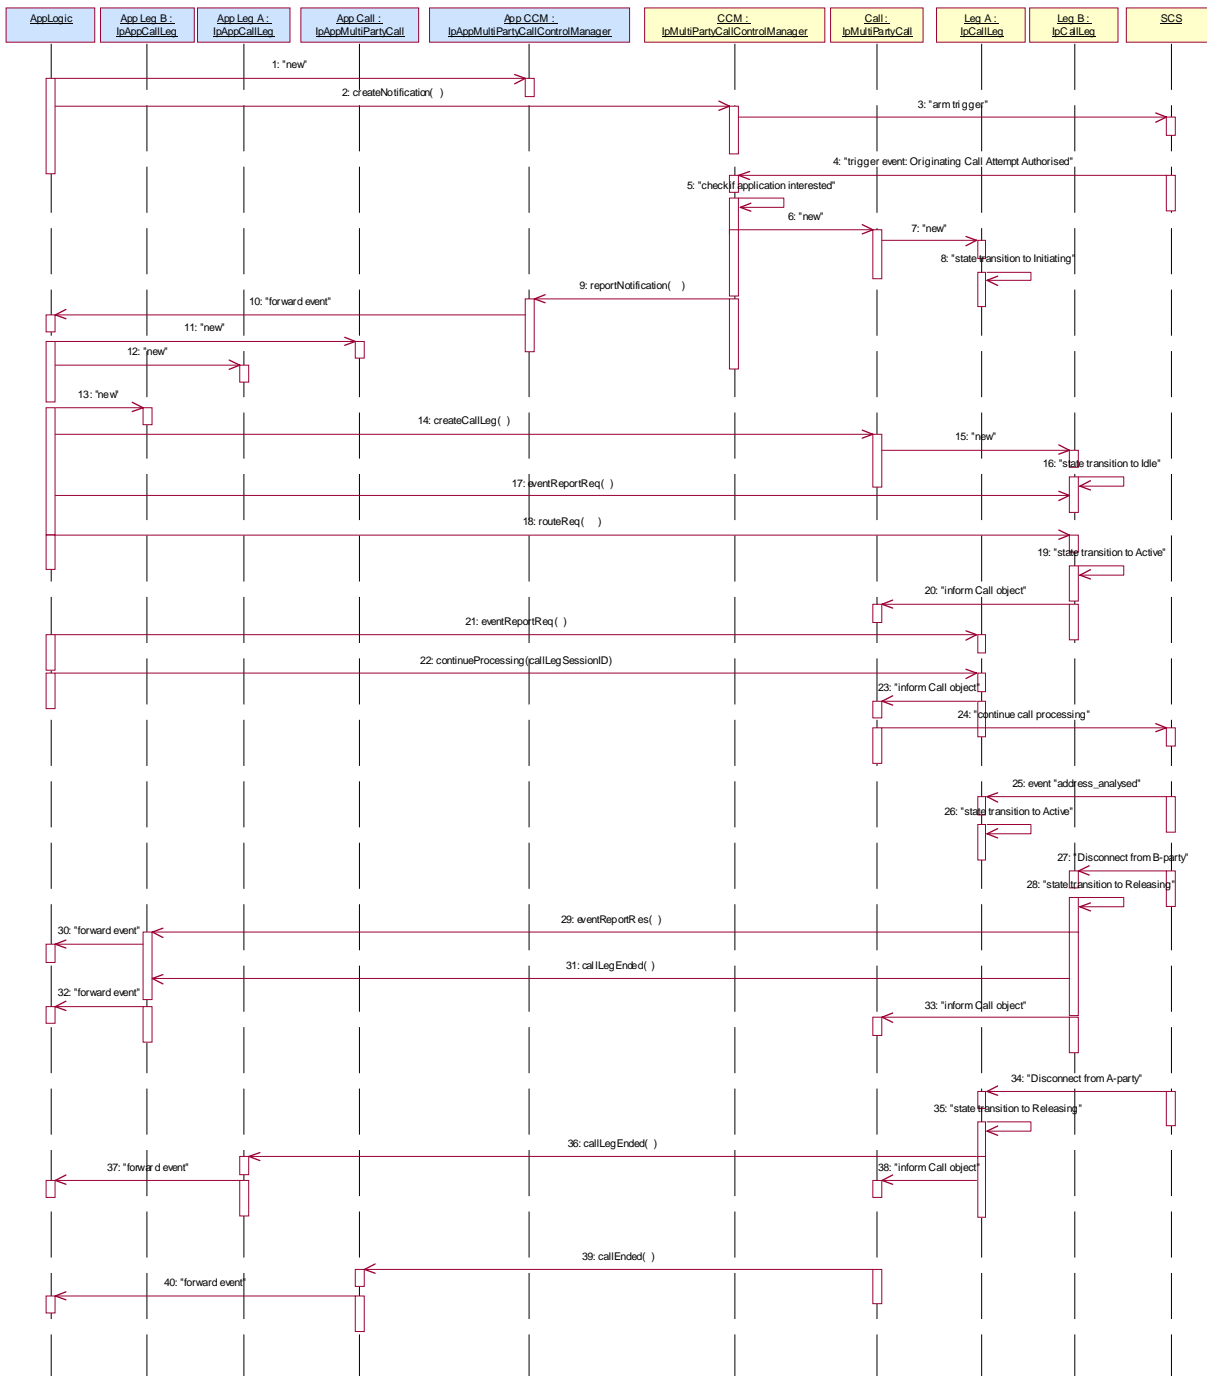 AppLogic
App Leg B :
IpAppCallLeg
App Leg A :
IpAppCallLeg
App Call :
IpAppMultiPartyCall
App CCM :
IpAppMultiPartyCallControlManager
CCM :
IpMultiPartyCallControlManager
Call :
IpMultiPartyCall
Leg A :
IpCallLeg
Leg B :
IpCallLeg
SCS
1: "new"
2: createNotification( )
3: "arm trigger"
4: "trigger event: Originating Call Attempt Authorised"
5: "check if application interested"
6: "new"
7: "new"
8: "state transition to Initiating"
9: reportNotification( )
10: "forward event"
11: "new"
12: "new"
13: "new"
14: createCallLeg( )
15: "new"
16: "state transition to Idle"
17: eventReportReq( )
18: routeReq( )
19: "state transition to Active"
20: "inform Call object"
21: eventReportReq( )
22: continueProcessing(callLegSessionID)
23: "inform Call object"
24: "continue call processing"
25: event "address_analysed"
26: "state transition to Active"
27: "Disconnect from B-party"
28: "state transition to Releasing"
29: eventReportRes( )
30: "forward event"
31: callLegEnded( )
32: "forward event"
33: "inform Call object"
34: "Disconnect from A-party"
35: "state transition to Releasing"
36: callLegEnded( )
37: "forward event"
38: "inform Call object"
39: callEnded( )
40: "forward event"